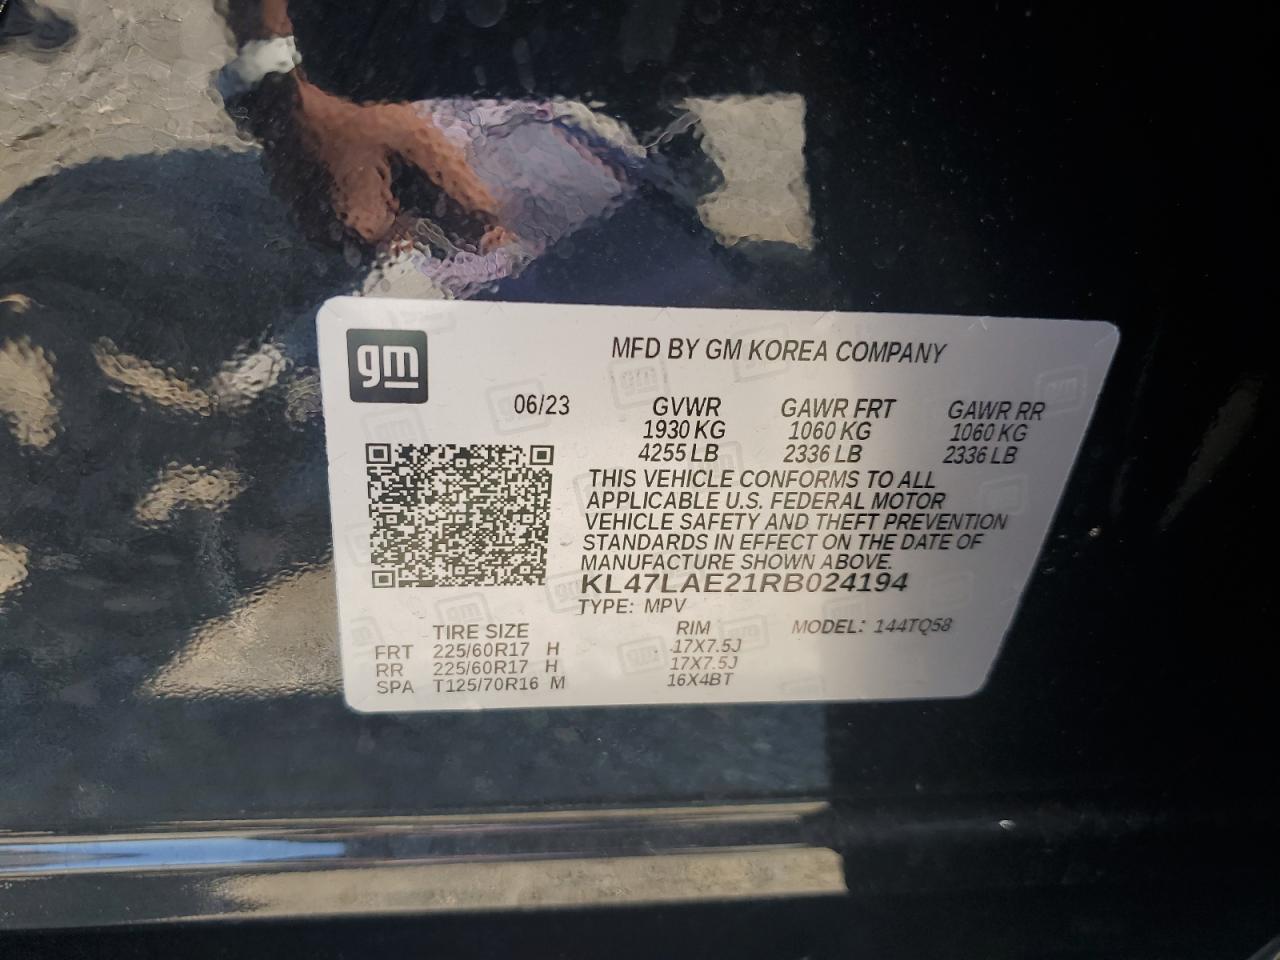 gm
MFD BY GM KOREA COMPANY
06/23 GVWR GAWR FRT GAWR RR
1930 KG 1060 KG 1060 KG
4255 LB 2336 LB 2336 LB
THIS VEHICLE CONFORMS TO ALL
APPLICABLE U.S. FEDERAL MOTOR
VEHICLE SAFETY AND THEFT PREVENTION
STANDARDS IN EFFECT ON THE DATE OF
MANUFACTURE SHOWN ABOVE.
KL47LAE21RB024194
TYPE: MPV
TIRE SIZE RIM MODEL: 144TQ58
FRT 225/60R17 H 17X7.5J
RR 225/60R17 H 17X7.5J
SPA T125/70R16 M 16X4BT